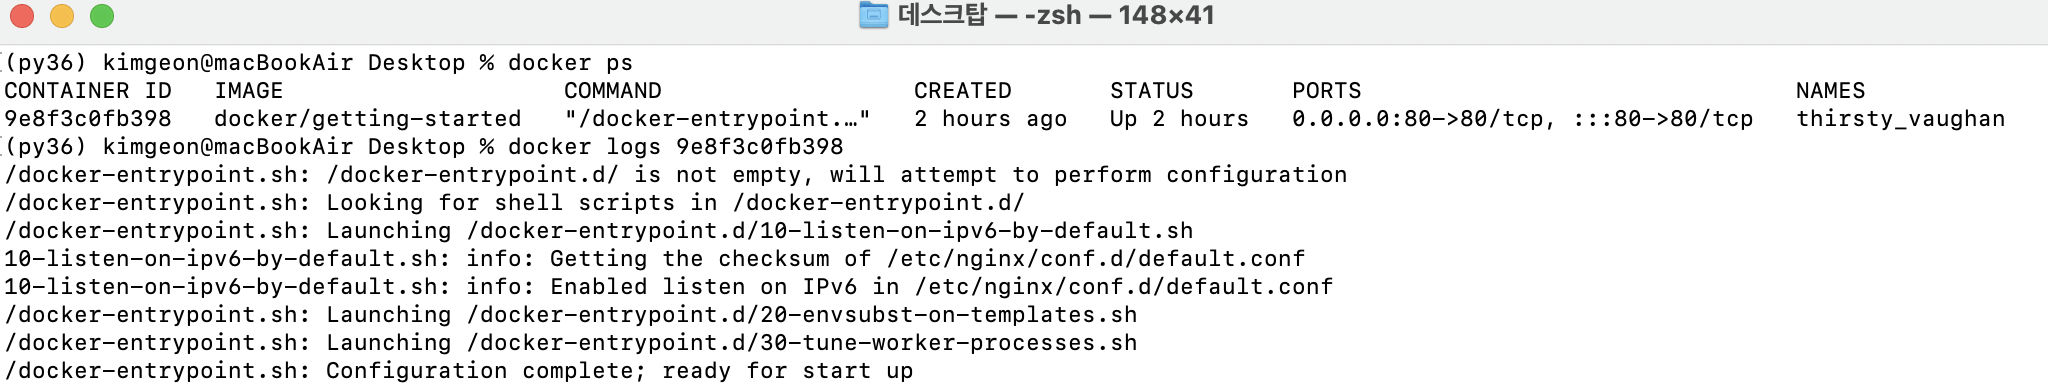 데스크탑 — -zsh — 148×41
(py36) kimgeon@macBookAir Desktop % docker ps
CONTAINER ID   IMAGE                    COMMAND                  CREATED       STATUS       PORTS                               NAMES
9e8f3c0fb398   docker/getting-started   "/docker-entrypoint.…"   2 hours ago   Up 2 hours   0.0.0.0:80->80/tcp, :::80->80/tcp   thirsty_vaughan
(py36) kimgeon@macBookAir Desktop % docker logs 9e8f3c0fb398
/docker-entrypoint.sh: /docker-entrypoint.d/ is not empty, will attempt to perform configuration
/docker-entrypoint.sh: Looking for shell scripts in /docker-entrypoint.d/
/docker-entrypoint.sh: Launching /docker-entrypoint.d/10-listen-on-ipv6-by-default.sh
10-listen-on-ipv6-by-default.sh: info: Getting the checksum of /etc/nginx/conf.d/default.conf
10-listen-on-ipv6-by-default.sh: info: Enabled listen on IPv6 in /etc/nginx/conf.d/default.conf
/docker-entrypoint.sh: Launching /docker-entrypoint.d/20-envsubst-on-templates.sh
/docker-entrypoint.sh: Launching /docker-entrypoint.d/30-tune-worker-processes.sh
/docker-entrypoint.sh: Configuration complete; ready for start up